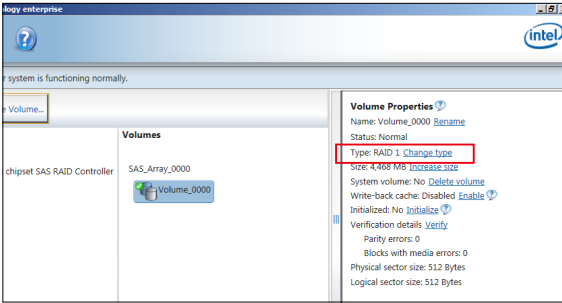 ology enterprise
intel
r system is functioning normally.
e Volume...
Volumes
chipset SAS RAID Controller
SAS_Array_0000
Volume_0000
Volume Properties
Name: Volume_0000 Rename
Status: Normal
Type: RAID 1 Change type
Size: 4,468 MB Increase size
System volume: No Delete volume
Write-back cache: Disabled Enable
Initialized: No Initialize
Verification details Verify
Parity errors: 0
Blocks with media errors: 0
Physical sector size: 512 Bytes
Logical sector size: 512 Bytes